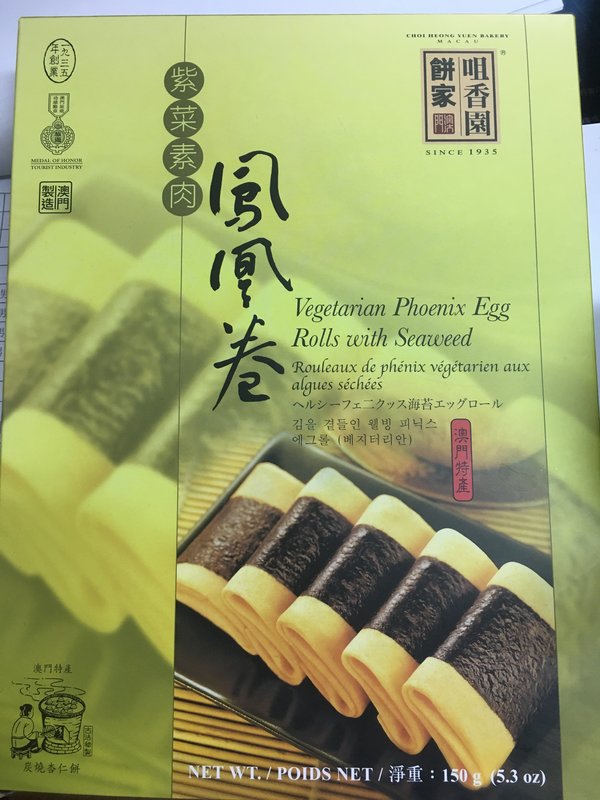 CHOI HEONG YUEN BAKERY
MACAU
咀香園
餅家
澳門
®
SINCE 1935
一九三五
年創業
MEDAL OF HONOR
TOURIST INDUSTRY
澳門
製造
紫菜素肉
鳳凰卷
Vegetarian Phoenix Egg
Rolls with Seaweed
Rouleaux de phénix végétarien aux
algues séchées
ヘルシーフェニクッス海苔エッグロール
김을 곁들인 웰빙 피닉스
에그롤 (베지터리안)
澳門特產
澳門特產
炭燒杏仁餅
NET WT. / POIDS NET / 淨重：150 g (5.3 oz)